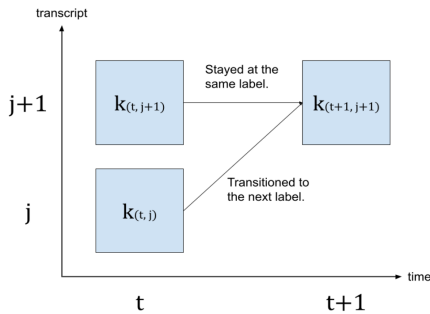 transcript
Stayed at the
same label.
j+1
k(t, j+1)
k(t+1, j+1)
Transitioned to
the next label.
j
k(t, j)
time
t
t+1